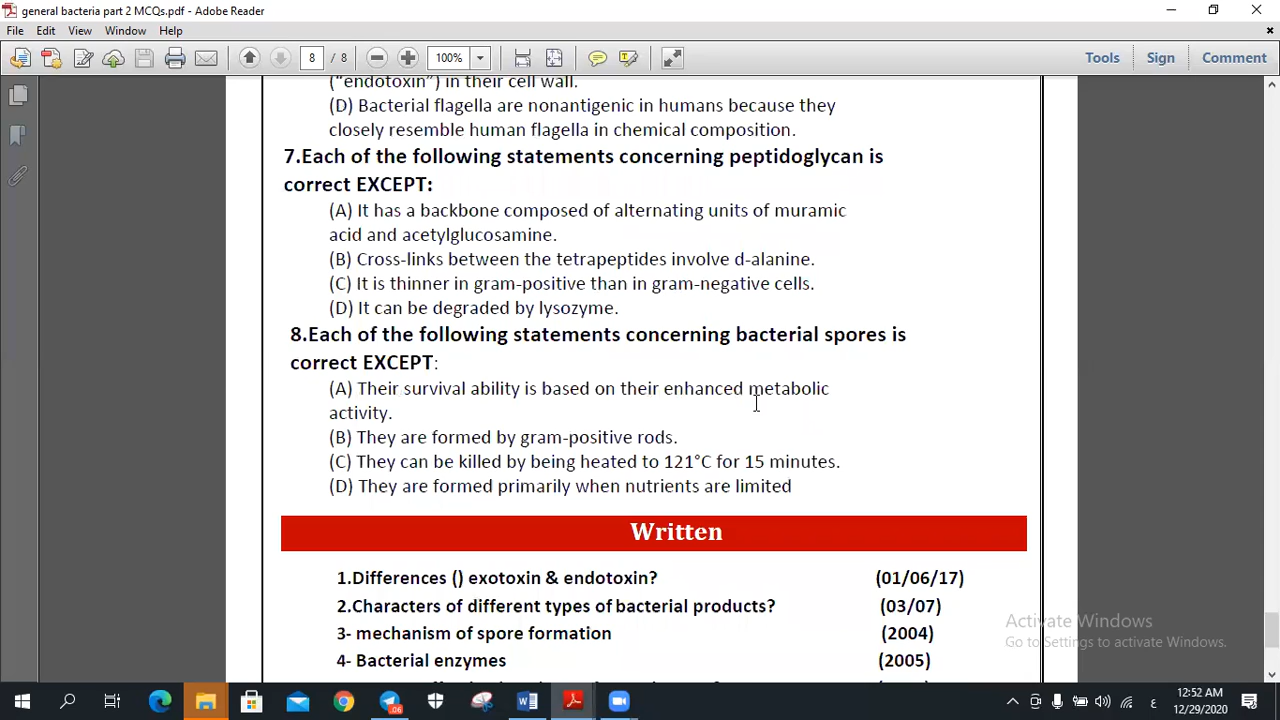 general bacteria part 2 MCQs.pdf - Adobe Reader
File Edit View Window Help
8 / 8 100% Tools Sign Comment
(“endotoxin”) in their cell wall.
(D) Bacterial flagella are nonantigenic in humans because they
closely resemble human flagella in chemical composition.
7.Each of the following statements concerning peptidoglycan is
correct EXCEPT:
(A) It has a backbone composed of alternating units of muramic
acid and acetylglucosamine.
(B) Cross-links between the tetrapeptides involve d-alanine.
(C) It is thinner in gram-positive than in gram-negative cells.
(D) It can be degraded by lysozyme.
8.Each of the following statements concerning bacterial spores is
correct EXCEPT:
(A) Their survival ability is based on their enhanced metabolic
activity.
(B) They are formed by gram-positive rods.
(C) They can be killed by being heated to 121°C for 15 minutes.
(D) They are formed primarily when nutrients are limited
Written
1.Differences () exotoxin & endotoxin? (01/06/17)
2.Characters of different types of bacterial products? (03/07)
3- mechanism of spore formation (2004)
4- Bacterial enzymes (2005)
Activate Windows
Go to Settings to activate Windows.
06
ع
12:52 AM
12/29/2020